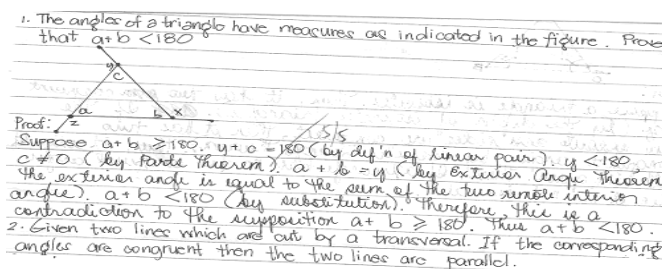 1. The angles of a triangle have measures as indicated in the figure. Prove
that a+b <180
y
c
a
b x
z
Proof:
5/5
Suppose a+b ≥ 180. y+c =180 (by def'n of linear pair). y <180,
c≠0 (by Parts Theorem). a + b = y (by Exterior Angle Theorem
the exterior angle is equal to the sum of the two remote interior
angles). a+b <180 (by substitution). Therefore, this is a
contradiction to the supposition a+b ≥ 180. Thus a+b <180.
2. Given two lines which are cut by a transversal. If the corresponding
angles are congruent then the two lines are parallel.